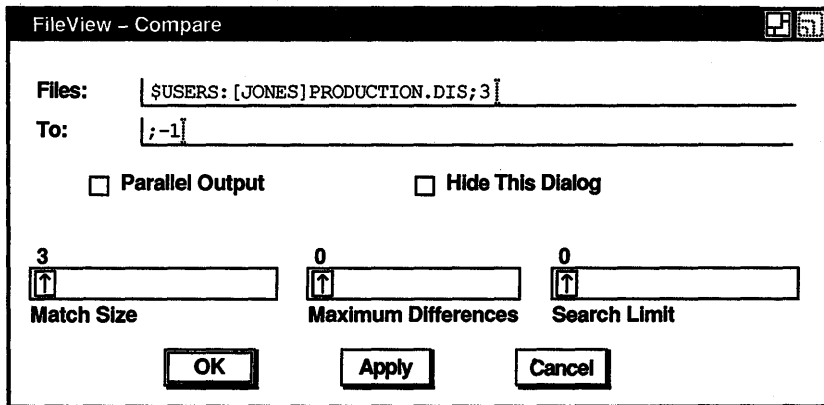 FileView – Compare
Files: $USERS:[JONES]PRODUCTION.DIS;3
To: ;-1
Parallel Output Hide This Dialog
3 0 0
Match Size Maximum Differences Search Limit
OK Apply Cancel